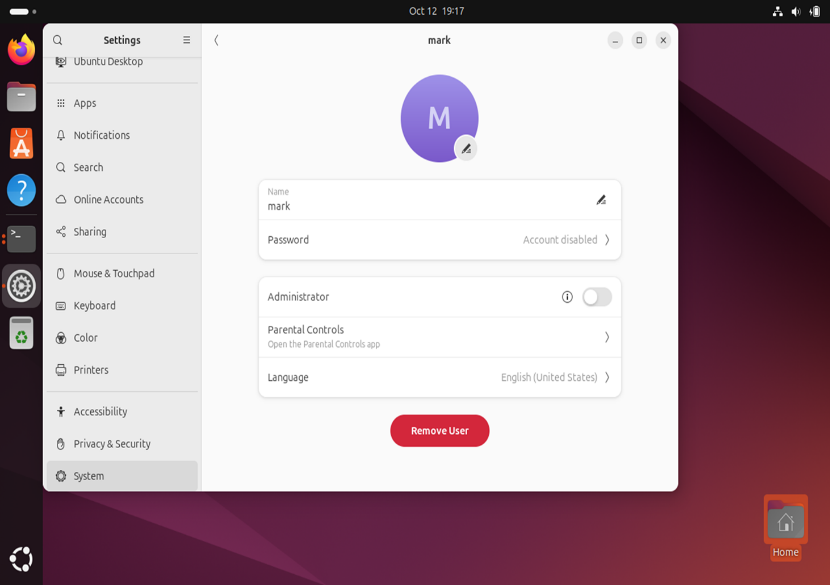 Oct 12 19:17
Settings
mark
Ubuntu Desktop
Apps
Notifications
Search
Online Accounts
Sharing
Mouse & Touchpad
Keyboard
Color
Printers
Accessibility
Privacy & Security
System
M
Name
mark
Password
Account disabled
Administrator
Parental Controls
Open the Parental Controls app
Language
English (United States)
Remove User
Home